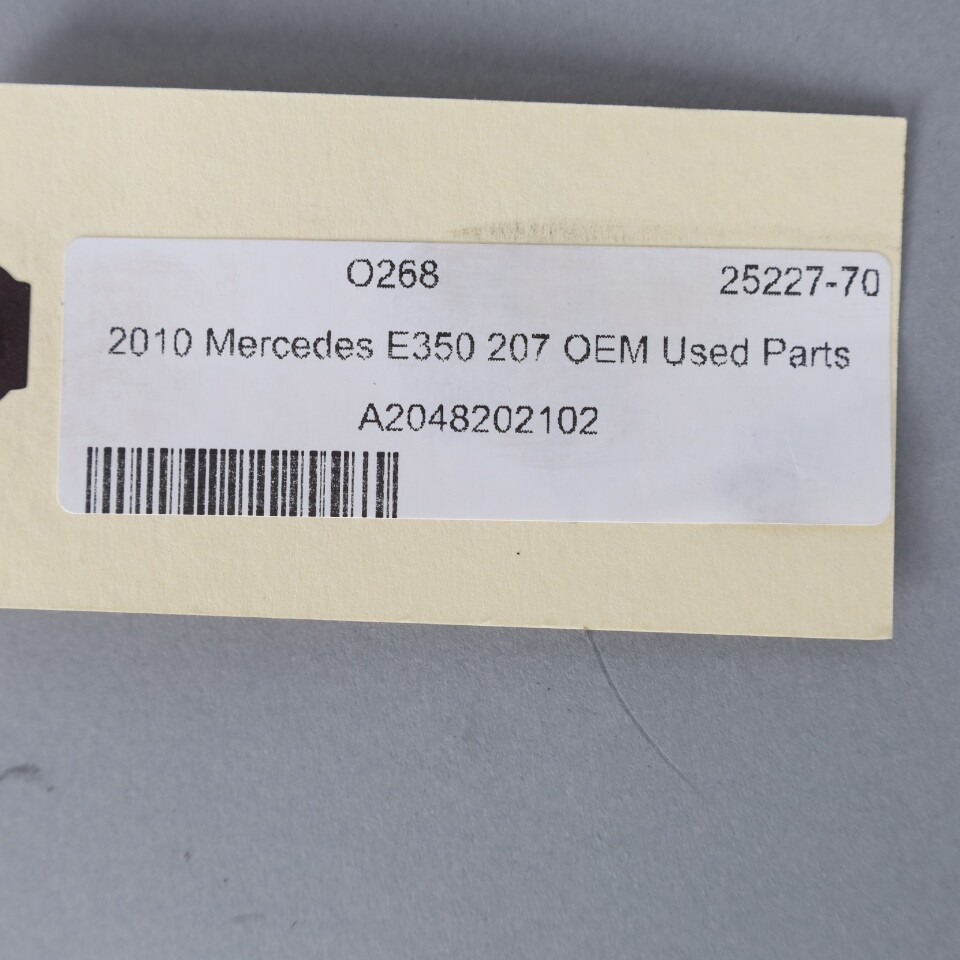 O268 25227-70
2010 Mercedes E350 207 OEM Used Parts
A2048202102